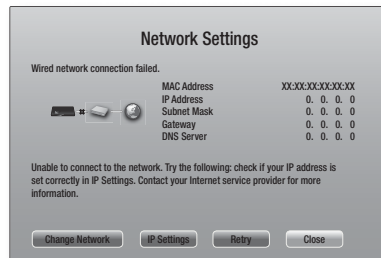 Network Settings
Wired network connection failed.
MAC Address XX:XX:XX:XX:XX:XX
IP Address 0. 0. 0. 0
Subnet Mask 0. 0. 0. 0
Gateway 0. 0. 0. 0
DNS Server 0. 0. 0. 0
Unable to connect to the network. Try the following: check if your IP address is
set correctly in IP Settings. Contact your Internet service provider for more
information.
Change Network IP Settings Retry Close